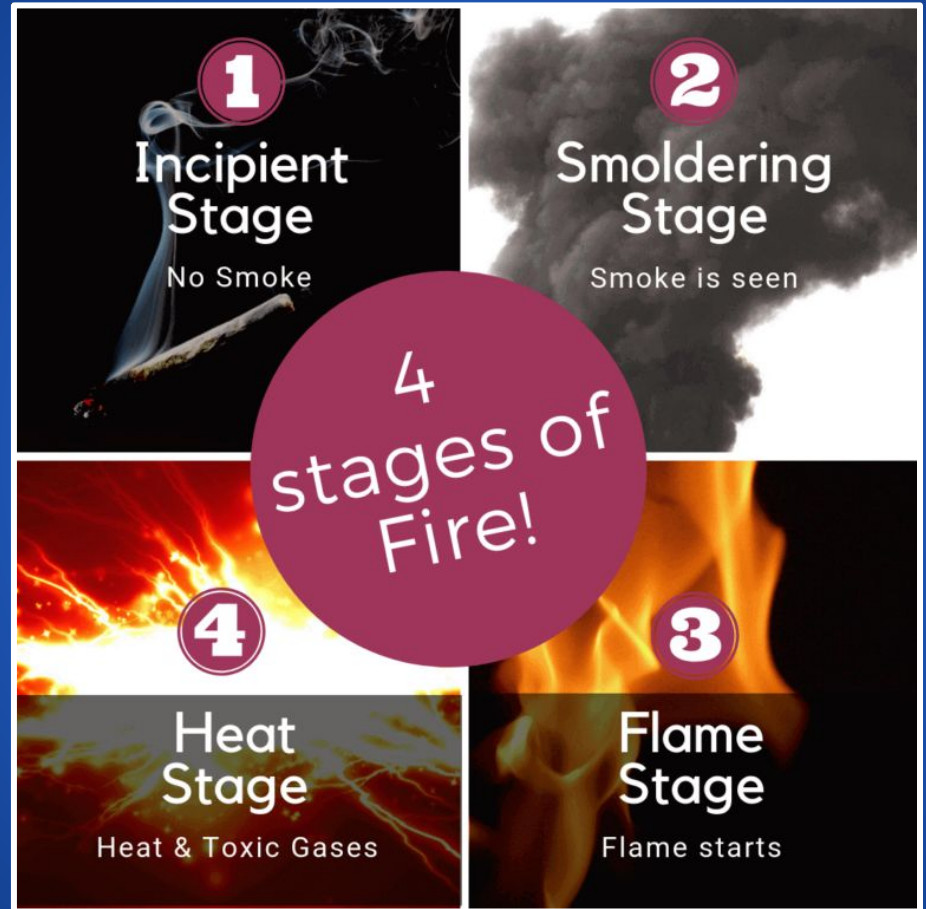 1
Incipient
Stage
No Smoke
2
Smoldering
Stage
Smoke is seen
4
stages of
Fire!
4
Heat
Stage
Heat & Toxic Gases
3
Flame
Stage
Flame starts